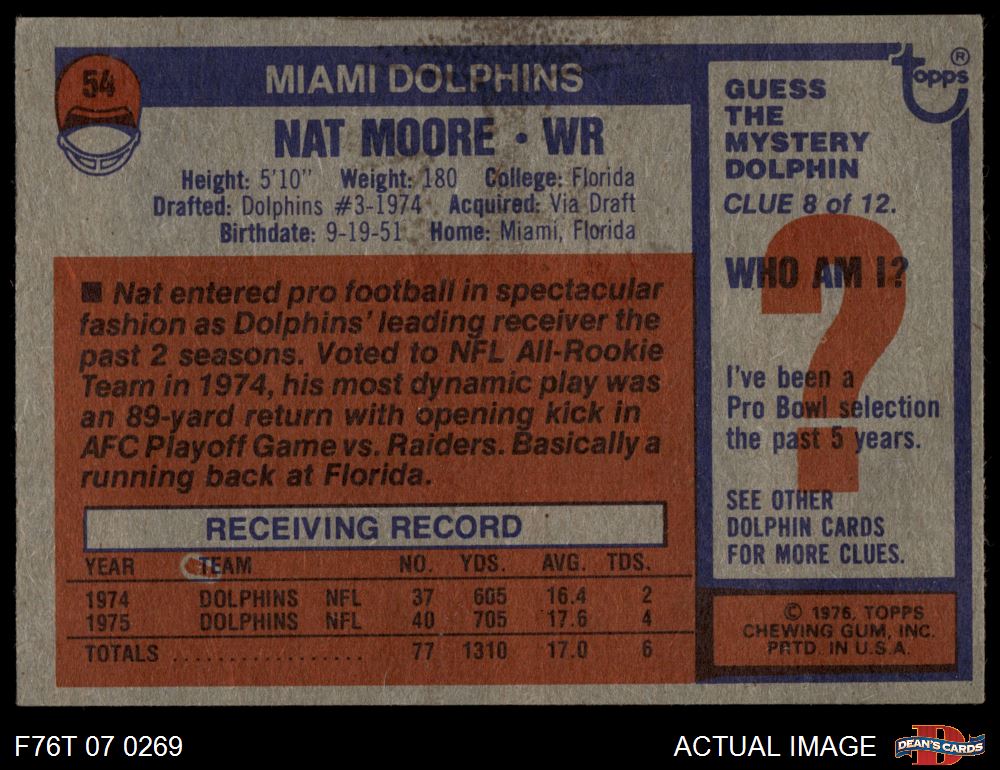 54
MIAMI DOLPHINS
NAT MOORE • WR
Height: 5'10" Weight: 180 College: Florida
Drafted: Dolphins #3-1974 Acquired: Via Draft
Birthdate: 9-19-51 Home: Miami, Florida
■ Nat entered pro football in spectacular
fashion as Dolphins' leading receiver the
past 2 seasons. Voted to NFL All-Rookie
Team in 1974, his most dynamic play was
an 89-yard return with opening kick in
AFC Playoff Game vs. Raiders. Basically a
running back at Florida.
RECEIVING RECORD
YEAR TEAM NO. YDS. AVG. TDS.
1974 DOLPHINS NFL 37 605 16.4 2
1975 DOLPHINS NFL 40 705 17.6 4
TOTALS .................. 77 1310 17.0 6
topps®
GUESS
THE
MYSTERY
DOLPHIN
CLUE 8 of 12.
?
WHO AM I?
I've been a
Pro Bowl selection
the past 5 years.
SEE OTHER
DOLPHIN CARDS
FOR MORE CLUES.
© 1976, TOPPS
CHEWING GUM, INC.
PRTD. IN U.S.A.
F76T 07 0269
ACTUAL IMAGE
D
DEAN'S CARDS